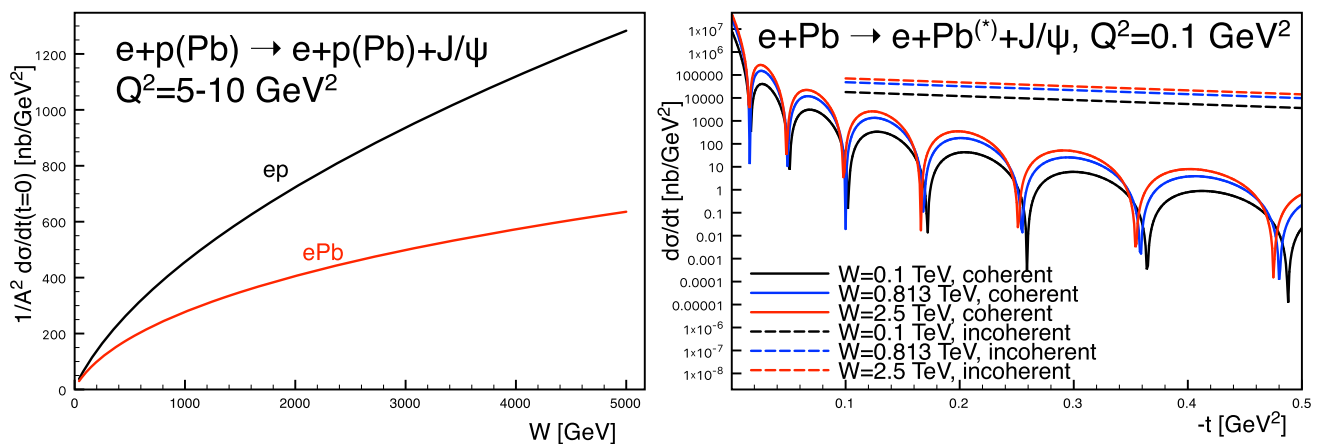 e+p(Pb) → e+p(Pb)+J/ψ
Q²=5-10 GeV²
1/A² dσ/dt(t=0) [nb/GeV²]
1200
1000
800
600
400
200
0
ep
ePb
0
1000
2000
3000
4000
5000
W [GeV]
e+Pb → e+Pb⁽*⁾+J/ψ, Q²=0.1 GeV²
dσ/dt [nb/GeV²]
1×10⁷
1×10⁶
100000
10000
1000
100
10
1
0.1
0.01
0.001
0.0001
0.00001
1×10⁻⁶
1×10⁻⁷
1×10⁻⁸
W=0.1 TeV, coherent
W=0.813 TeV, coherent
W=2.5 TeV, coherent
W=0.1 TeV, incoherent
W=0.813 TeV, incoherent
W=2.5 TeV, incoherent
0.1
0.2
0.3
0.4
0.5
-t [GeV²]